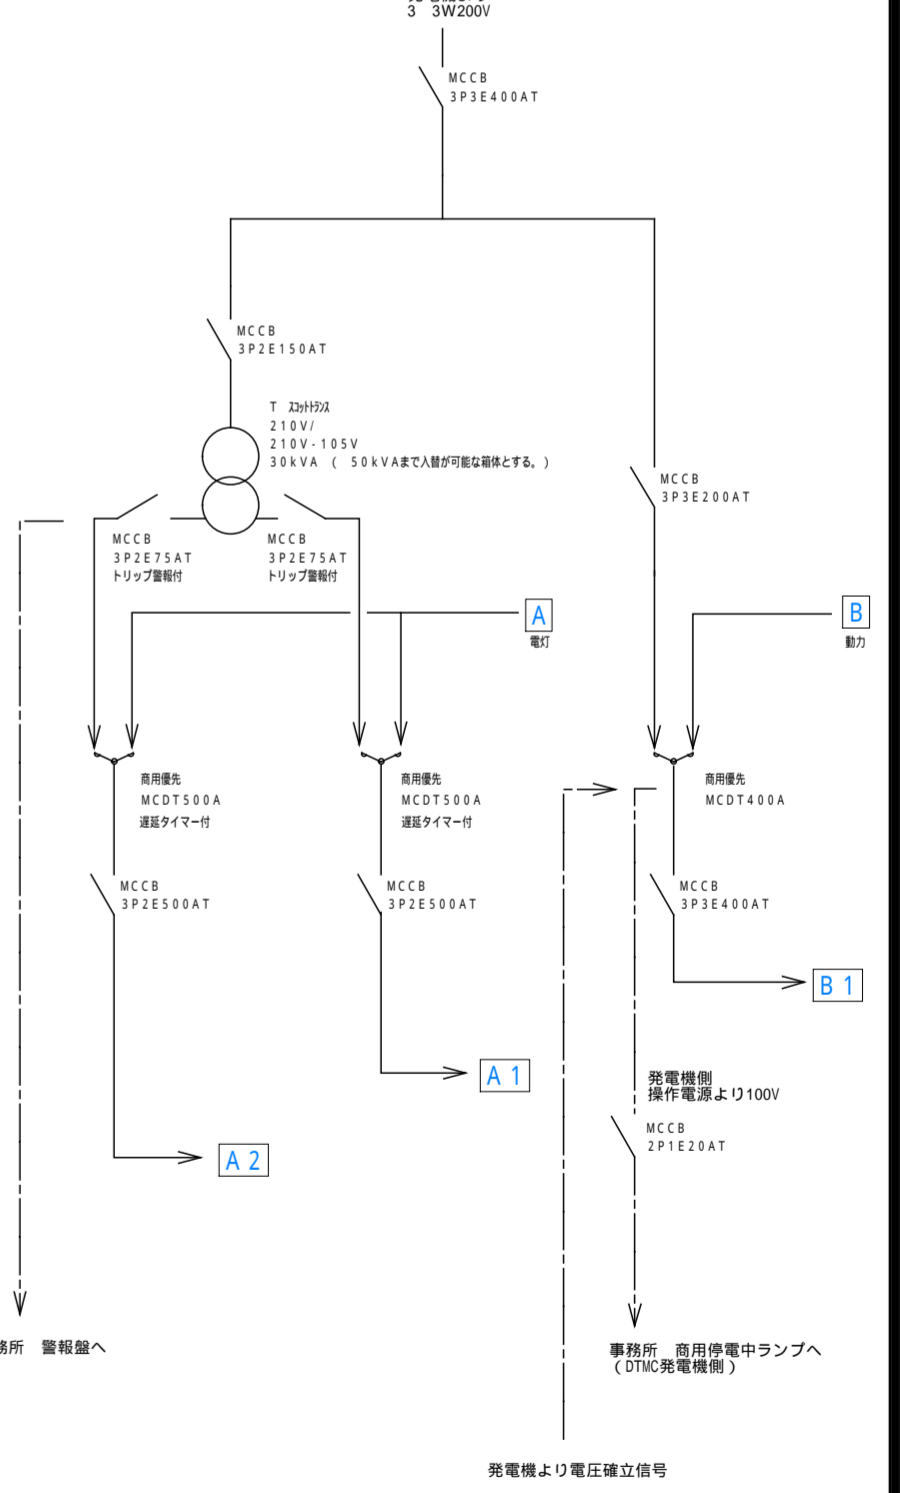 3 3W200V
MCCB
3P3E400AT
MCCB
3P2E150AT
T スコットトランス
210V/
210V-105V
30kVA ( 50kVAまで入替が可能な箱体とする。)
MCCB
3P3E200AT
MCCB
3P2E75AT
トリップ警報付
MCCB
3P2E75AT
トリップ警報付
A
電灯
B
動力
商用優先
MCDT500A
遅延タイマー付
商用優先
MCDT500A
遅延タイマー付
商用優先
MCDT400A
MCCB
3P2E500AT
MCCB
3P2E500AT
MCCB
3P3E400AT
B1
A1
発電機側
操作電源より100V
MCCB
2P1E20AT
A2
務所 警報盤へ
事務所 商用停電中ランプへ
(DTMC発電機側)
発電機より電圧確立信号